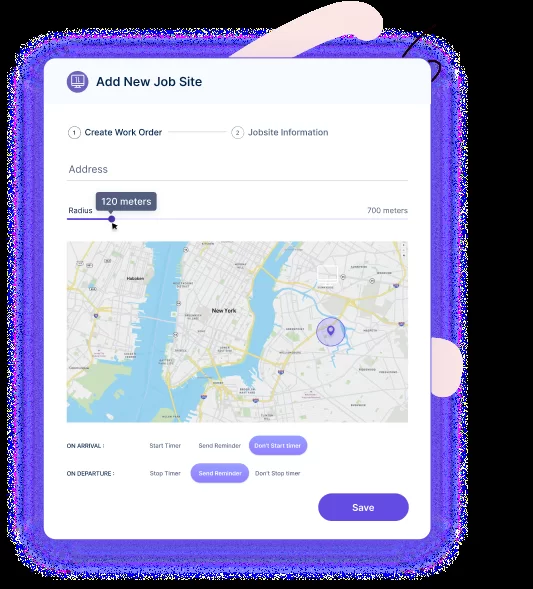 Add New Job Site
1 Create Work Order
2 Jobsite Information
Address
120 meters
Radius
700 meters
Hoboken
New York
ON ARRIVAL :
Start Timer
Send Reminder
Don't Start timer
ON DEPARTURE :
Stop Timer
Send Reminder
Don't Stop timer
Save